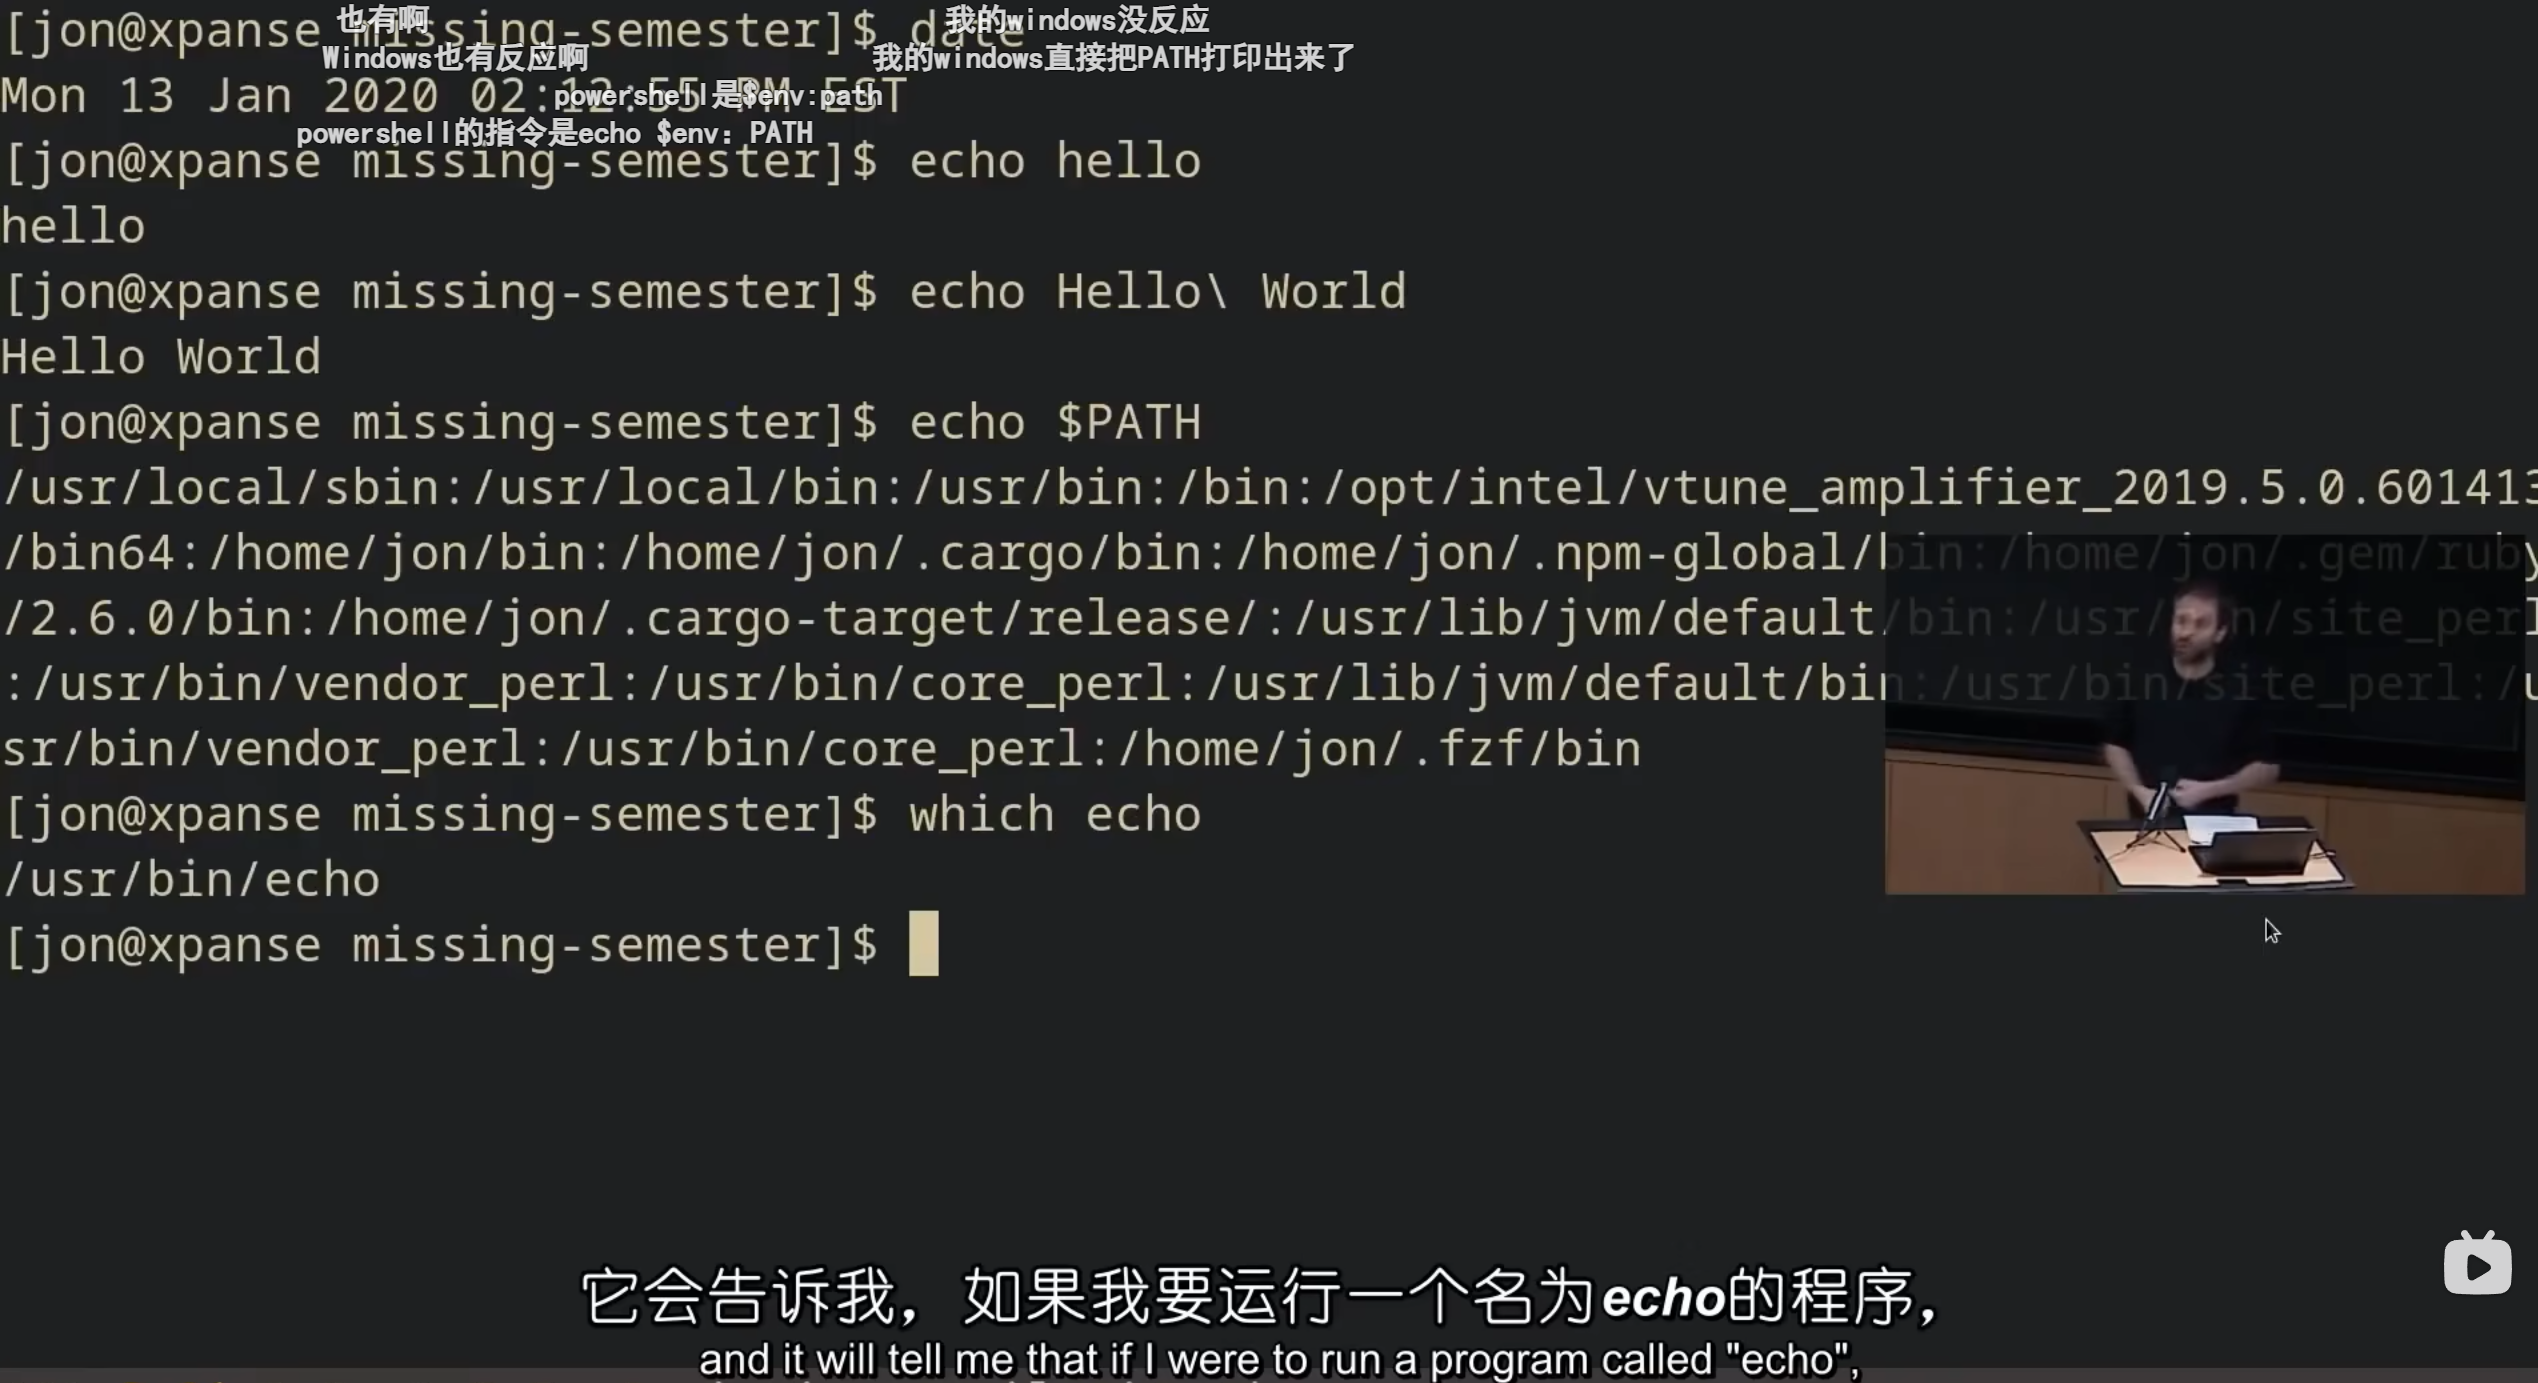 [jon@xpanse missing-semester]$ date
也有啊
我的windows没反应
Windows也有反应啊
我的windows直接把PATH打印出来了
Mon 13 Jan 2020 02:12:55 PM EST
powershell是$env:path
powershell的指令是echo $env：PATH
[jon@xpanse missing-semester]$ echo hello
hello
[jon@xpanse missing-semester]$ echo Hello\ World
Hello World
[jon@xpanse missing-semester]$ echo $PATH
/usr/local/sbin:/usr/local/bin:/usr/bin:/bin:/opt/intel/vtune_amplifier_2019.5.0.601413
/bin64:/home/jon/bin:/home/jon/.cargo/bin:/home/jon/.npm-global/bin:/home/jon/.gem/ruby
/2.6.0/bin:/home/jon/.cargo-target/release/:/usr/lib/jvm/default/bin:/usr/bin/site_perl
:/usr/bin/vendor_perl:/usr/bin/core_perl:/usr/lib/jvm/default/bin:/usr/bin/site_perl:/u
sr/bin/vendor_perl:/usr/bin/core_perl:/home/jon/.fzf/bin
[jon@xpanse missing-semester]$ which echo
/usr/bin/echo
[jon@xpanse missing-semester]$
它会告诉我，如果我要运行一个名为echo的程序，
and it will tell me that if I were to run a program called "echo",